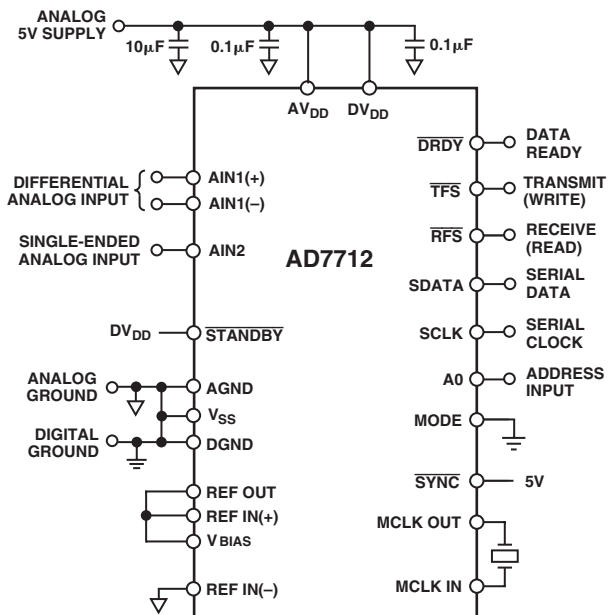 ANALOG
5V SUPPLY
10µF
0.1µF
0.1µF
AVDD
DVDD
DRDY
DATA
READY
DIFFERENTIAL
ANALOG INPUT
AIN1(+)
AIN1(–)
TFS
TRANSMIT
(WRITE)
SINGLE-ENDED
ANALOG INPUT
AIN2
AD7712
RFS
RECEIVE
(READ)
SDATA
SERIAL
DATA
DVDD
STANDBY
SCLK
SERIAL
CLOCK
ANALOG
GROUND
AGND
A0
ADDRESS
INPUT
VSS
MODE
DIGITAL
GROUND
DGND
SYNC
5V
REF OUT
REF IN(+)
VBIAS
MCLK OUT
REF IN(–)
MCLK IN